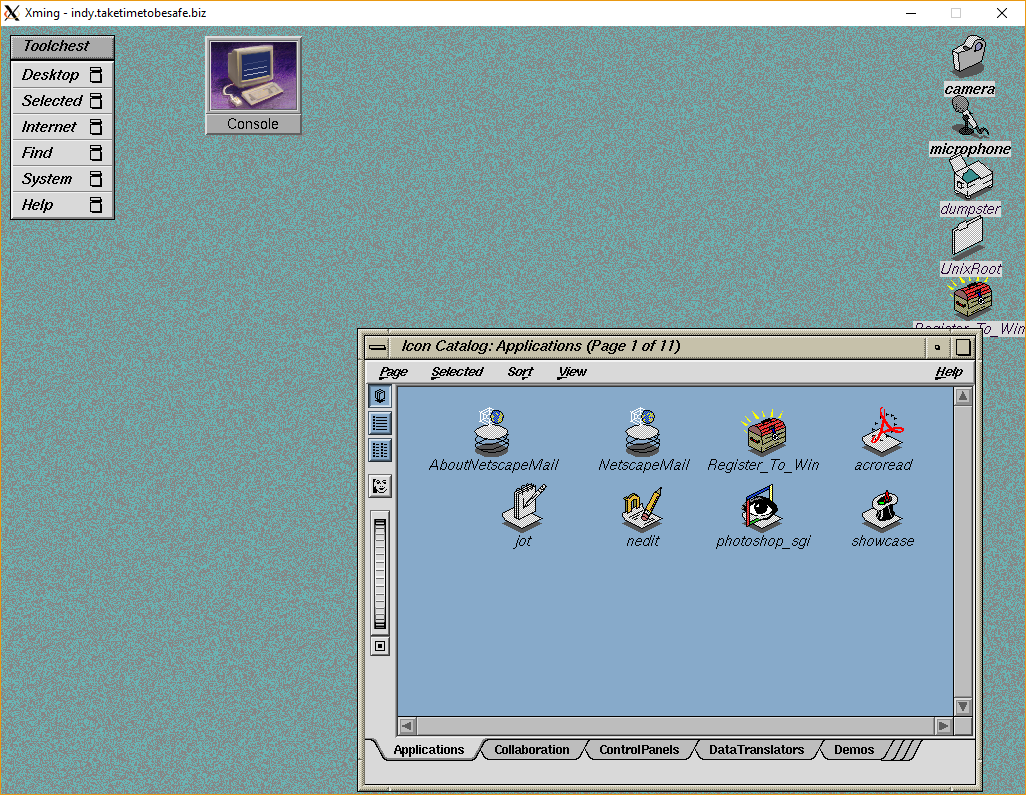 Xming - indy.taketimetobesafe.biz
Toolchest
Desktop
Selected
Internet
Find
System
Help
Console
camera
microphone
dumpster
UnixRoot
Register_To_Win
Icon Catalog: Applications (Page 1 of 11)
Page Selected Sort View Help
AboutNetscapeMail NetscapeMail Register_To_Win acroread
jot nedit photoshop_sgi showcase
Applications Collaboration ControlPanels DataTranslators Demos